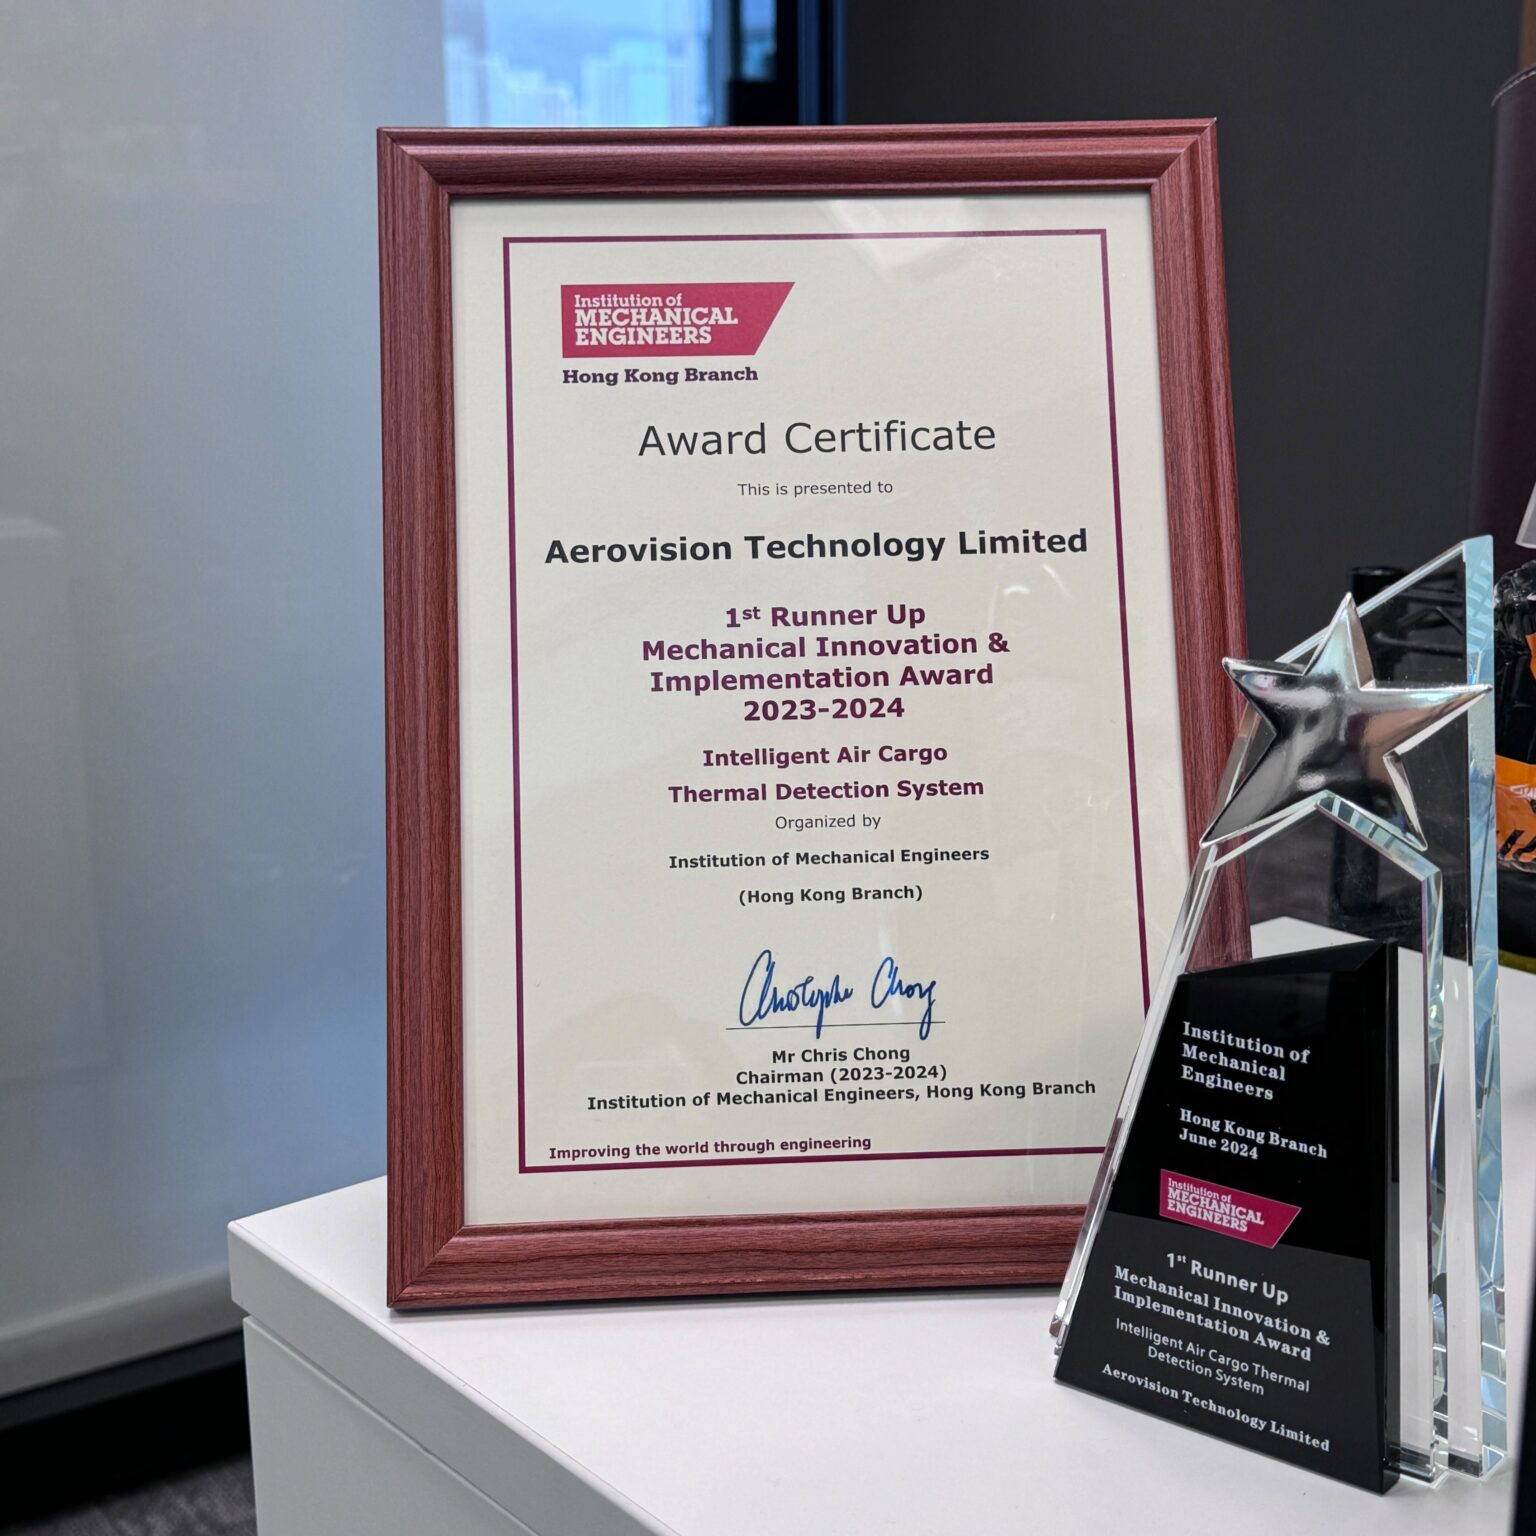 Institution of
MECHANICAL
ENGINEERS
Hong Kong Branch
Award Certificate
This is presented to
Aerovision Technology Limited
1st Runner Up
Mechanical Innovation &
Implementation Award
2023-2024
Intelligent Air Cargo
Thermal Detection System
Organized by
Institution of Mechanical Engineers
(Hong Kong Branch)
Christopher Chong
Mr Chris Chong
Chairman (2023-2024)
Institution of Mechanical Engineers, Hong Kong Branch
Improving the world through engineering
Institution of
Mechanical
Engineers
Hong Kong Branch
June 2024
Institution of
MECHANICAL
ENGINEERS
1st Runner Up
Mechanical Innovation &
Implementation Award
Intelligent Air Cargo Thermal
Detection System
Aerovision Technology Limited